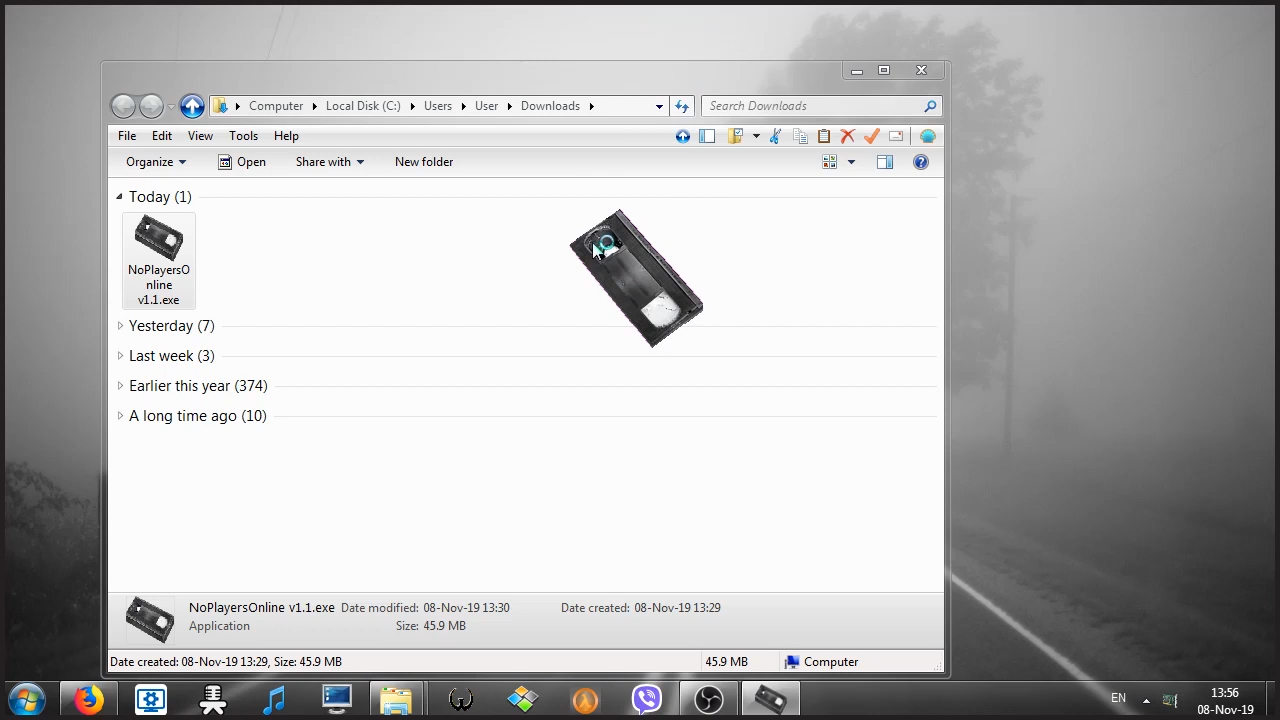 Computer Local Disk (C:) Users User Downloads Search Downloads
File Edit View Tools Help
Organize Open Share with New folder
Today (1)
NoPlayersO
nline
v1.1.exe
Yesterday (7)
Last week (3)
Earlier this year (374)
A long time ago (10)
NoPlayersOnline v1.1.exe Date modified: 08-Nov-19 13:30 Date created: 08-Nov-19 13:29
Application Size: 45.9 MB
Date created: 08-Nov-19 13:29, Size: 45.9 MB 45.9 MB Computer
EN 13:56
08-Nov-19